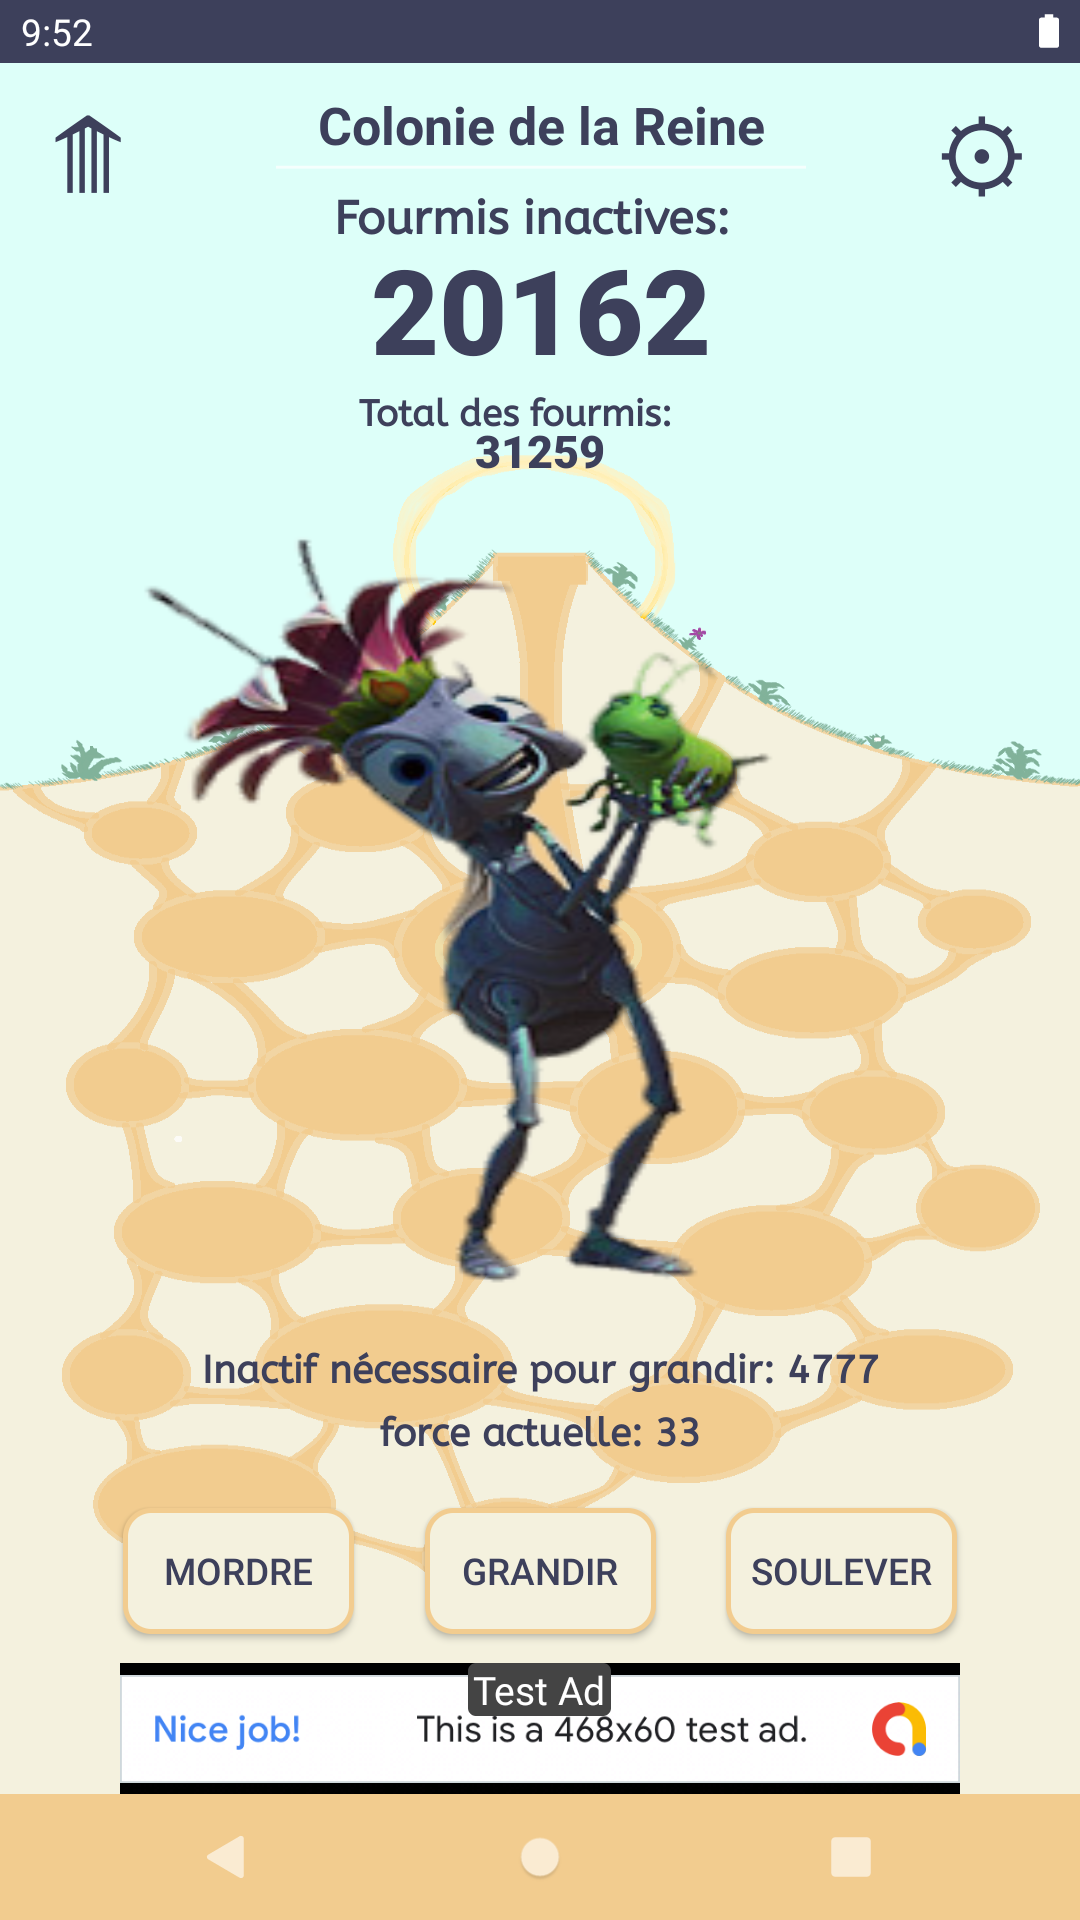 9:52
Colonie de la Reine
Fourmis inactives:
20162
Total des fourmis:
31259
Inactif nécessaire pour grandir: 4777
force actuelle: 33
MORDRE GRANDIR SOULEVER
Test Ad
Nice job! This is a 468x60 test ad.